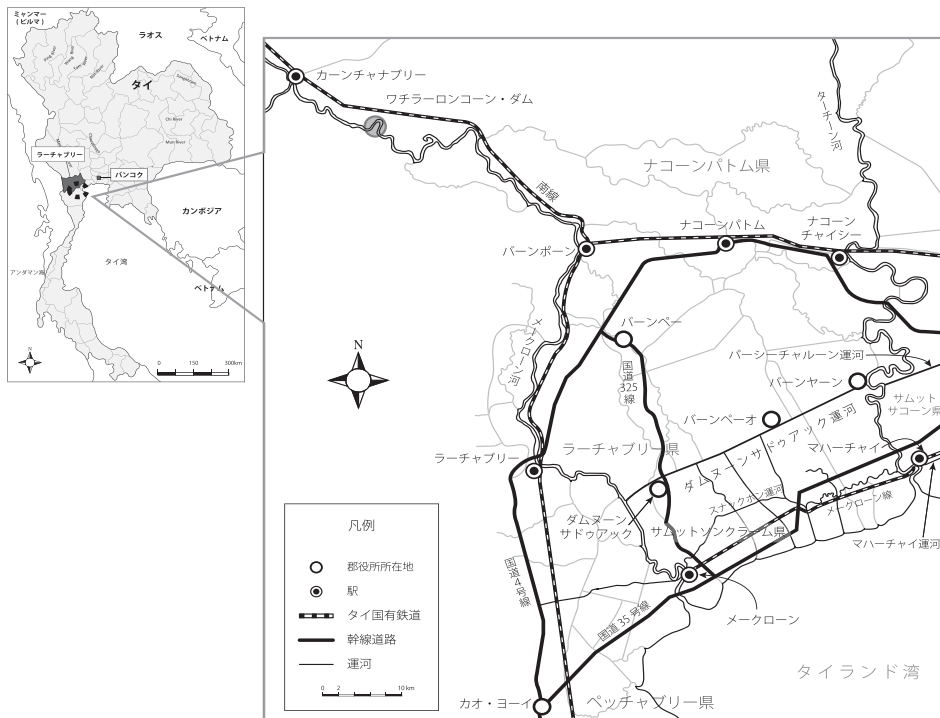 ミャンマー
(ビルマ)
ラオス
ベトナム
タイ
Chi River
Mun River
ラーチャブリー
バンコク
カンボジア
アンダマン海
タイ湾
ベトナム
N
0 150 300km
カーンチャナブリー
ワチラーロンコーン・ダム
ターチーン河
ナコーンパトム県
南線
ナコーンパトム
ナコーン
チャイシー
バーンポーン
メークローン河
バーンペー
国道
325
線
N
パーシーチャルーン運河
バーンヤーン
サムット
サコーン県
バーンペーオ
ダムヌーンサドゥアック運河
マハーチャイ
ラーチャブリー
ラーチャブリー県
スナックホン運河
メークローン線
ダムヌーン
サドゥアック
サムットソンクラーム県
マハーチャイ運河
国道4号線
国道35号線
メークローン
タイランド湾
カオ・ヨーイ
ペッチャブリー県
凡例
郡役所所在地
駅
タイ国有鉄道
幹線道路
運河
0 2 10km